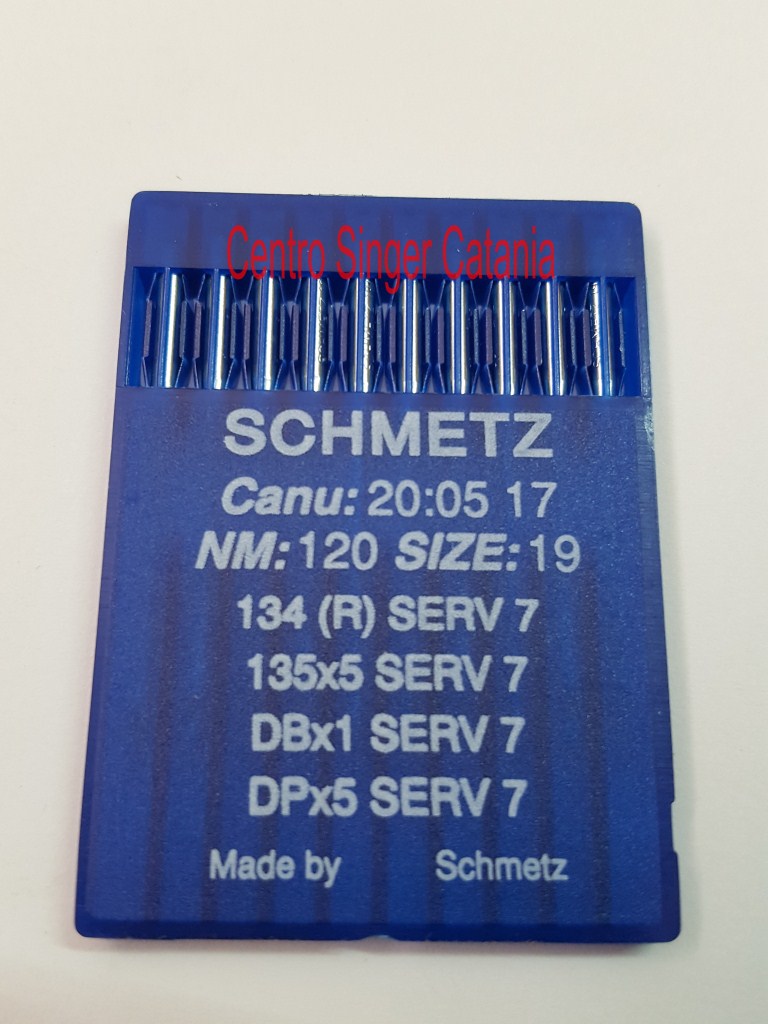 Centro Singer Catania
SCHMETZ
Canu: 20:05 17
NM: 120 SIZE: 19
134 (R) SERV 7
135x5 SERV 7
DBx1 SERV 7
DPx5 SERV 7
Made by Schmetz